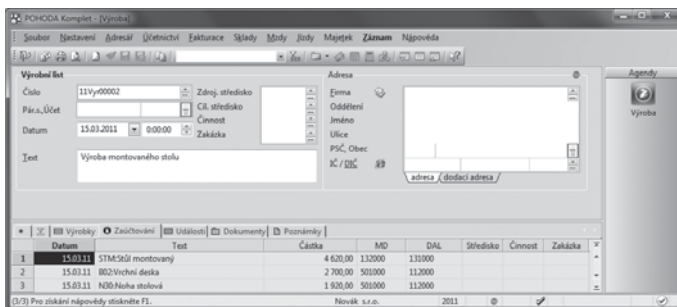 POHODA Komplet - [Výroba]
Soubor Nastavení Adresář Účetnictví Fakturace Sklady Mzdy Jízdy Majetek Záznam Nápověda
Výrobní list
Číslo 11Vyr00002
Pár.s.,Účet
Datum 15.03.2011 0:00:00
Text Výroba montovaného stolu
Zdroj. středisko
Cíl. středisko
Činnost
Zakázka
Adresa
Firma
Oddělení
Jméno
Ulice
PSČ, Obec
IČ / DIČ
adresa dodací adresa
Agendy
Výroba
Výrobky Zaúčtování Události Dokumenty Poznámky
Datum Text Částka MD DAL Středisko Činnost Zakázka
1 15.03.11 STM:Stůl montovaný 4 620,00 132000 131000
2 15.03.11 B02:Vrchní deska 2 700,00 501000 112000
3 15.03.11 N30:Noha stolová 1 920,00 501000 112000
(3/3) Pro získání nápovědy stiskněte F1. Novák s.r.o. 2011 @